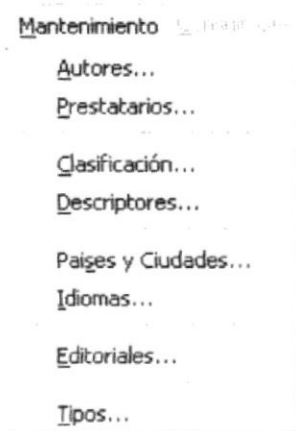 Mantenimiento
Autores...
Prestatarios...
Clasificación...
Descriptores...
Paises y Ciudades...
Idiomas...
Editoriales...
Tipos...